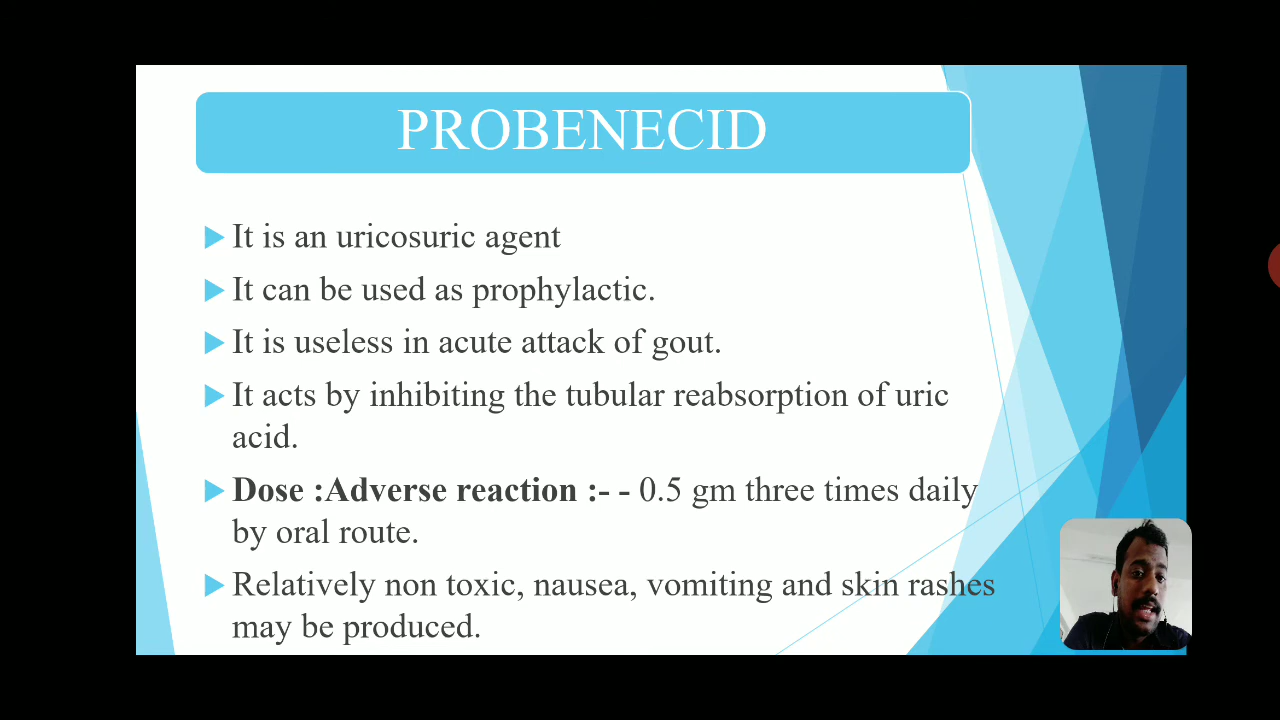 PROBENECID
It is an uricosuric agent
It can be used as prophylactic.
It is useless in acute attack of gout.
It acts by inhibiting the tubular reabsorption of uric
acid.
Dose :Adverse reaction :- - 0.5 gm three times daily
by oral route.
Relatively non toxic, nausea, vomiting and skin rashes
may be produced.